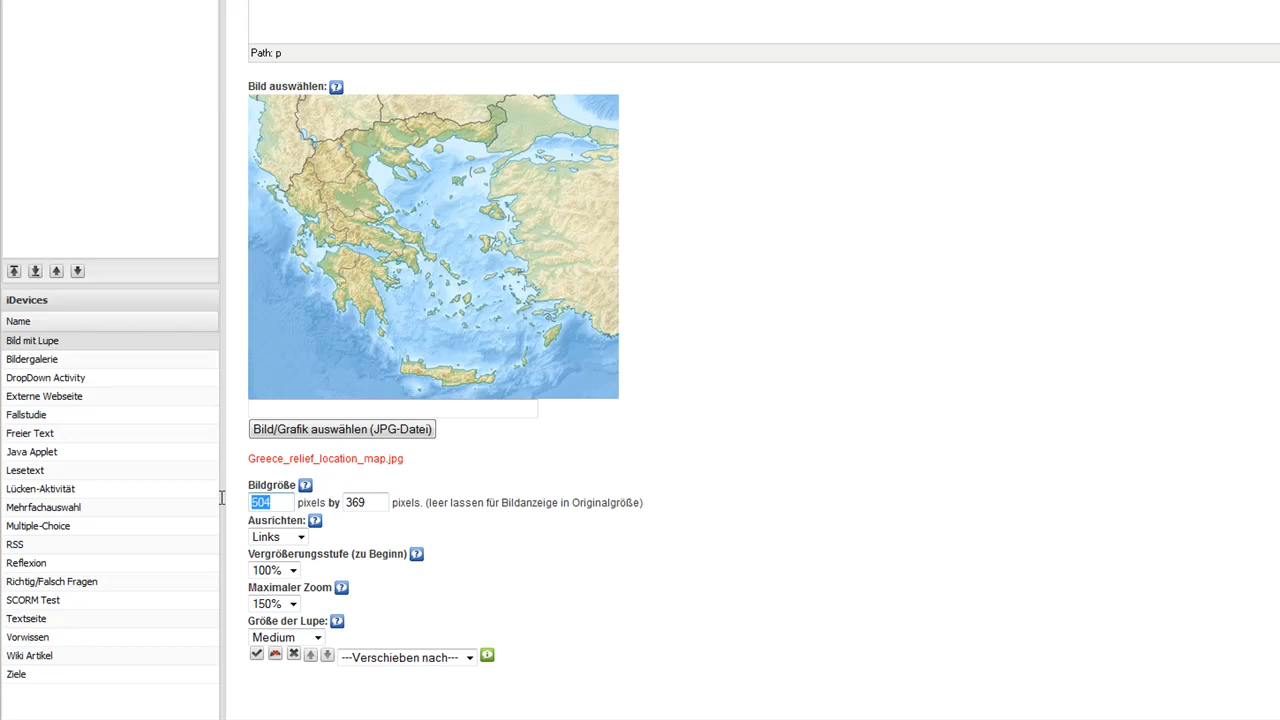 Path: p
Bild auswählen: ?
Bild/Grafik auswählen (JPG-Datei)
Greece_relief_location_map.jpg
Bildgröße ?
504 pixels by 369 pixels. (leer lassen für Bildanzeige in Originalgröße)
Ausrichten: ?
Links
Vergrößerungsstufe (zu Beginn) ?
100%
Maximaler Zoom ?
150%
Größe der Lupe: ?
Medium
---Verschieben nach---
iDevices
Name
Bild mit Lupe
Bildergalerie
DropDown Activity
Externe Webseite
Fallstudie
Freier Text
Java Applet
Lesetext
Lücken-Aktivität
Mehrfachauswahl
Multiple-Choice
RSS
Reflexion
Richtig/Falsch Fragen
SCORM Test
Textseite
Vorwissen
Wiki Artikel
Ziele